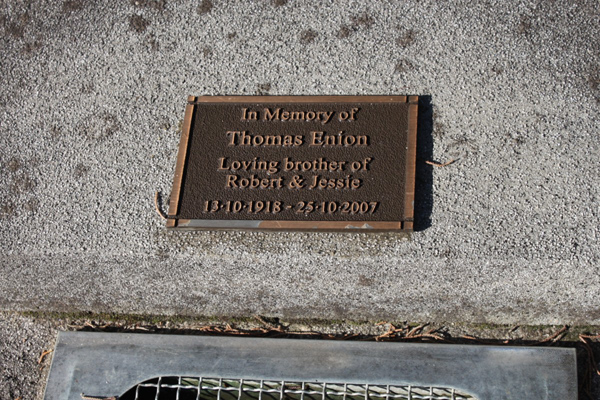 In Memory of
Thomas Enion
Loving brother of
Robert & Jessie
13·10·1918 - 25·10·2007